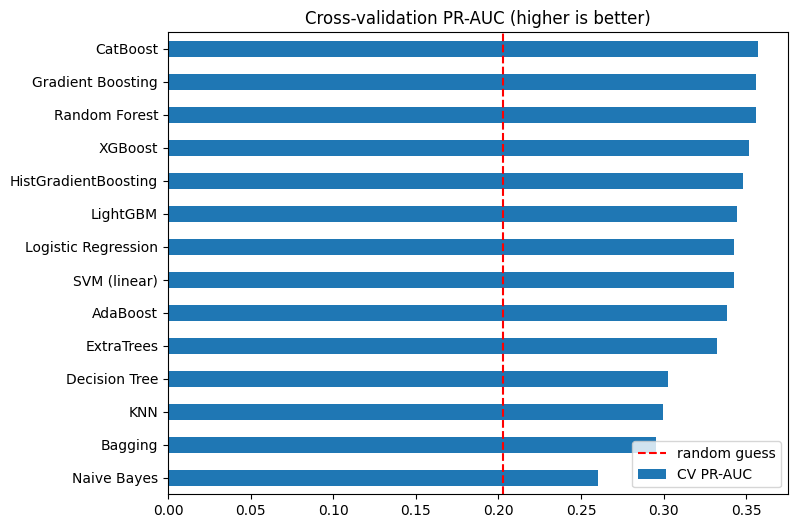 Cross-validation PR-AUC (higher is better)
CatBoost
Gradient Boosting
Random Forest
XGBoost
HistGradientBoosting
LightGBM
Logistic Regression
SVM (linear)
AdaBoost
ExtraTrees
Decision Tree
KNN
Bagging
Naive Bayes
random guess
CV PR-AUC
0.00 0.05 0.10 0.15 0.20 0.25 0.30 0.35